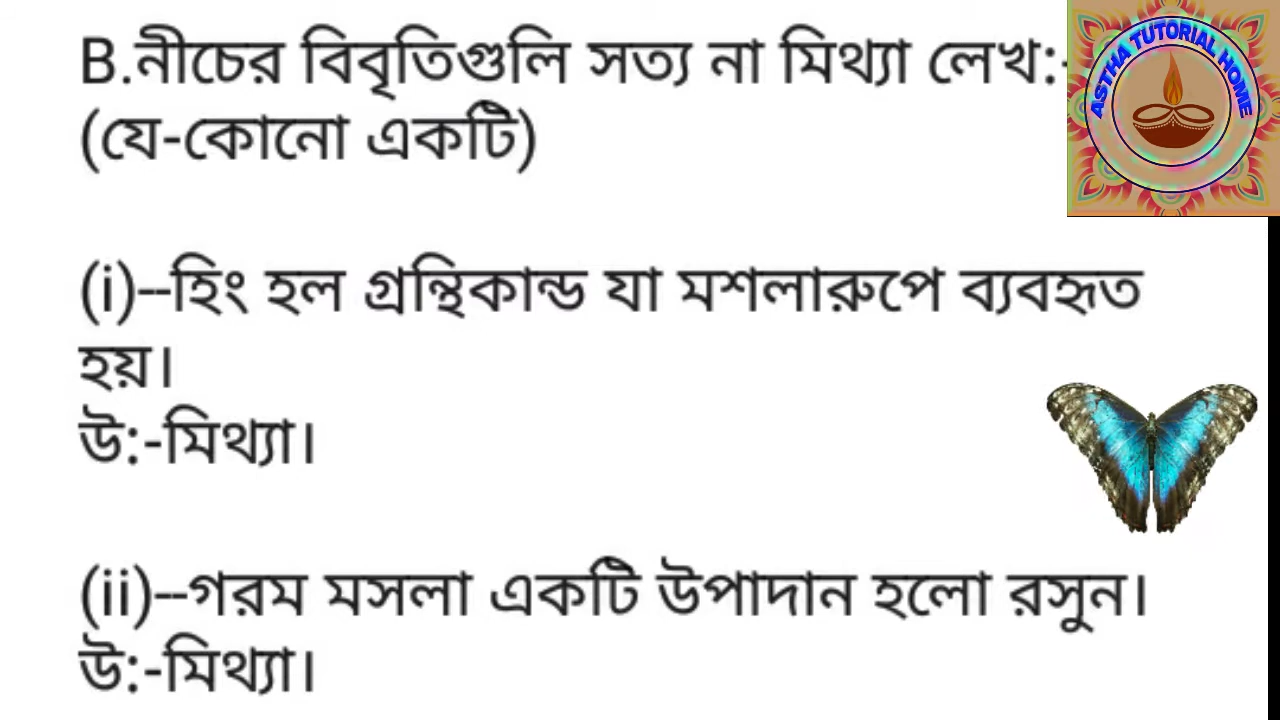 B.নীচের বিবৃতিগুলি সত্য না মিথ্যা লেখ:-
(যে-কোনো একটি)
ASTHA TUTORIAL HOME
(i)--হিং হল গ্রন্থিকান্ড যা মশলারুপে ব্যবহৃত
হয়।
উ:-মিথ্যা।
(ii)--গরম মসলা একটি উপাদান হলো রসুন।
উ:-মিথ্যা।